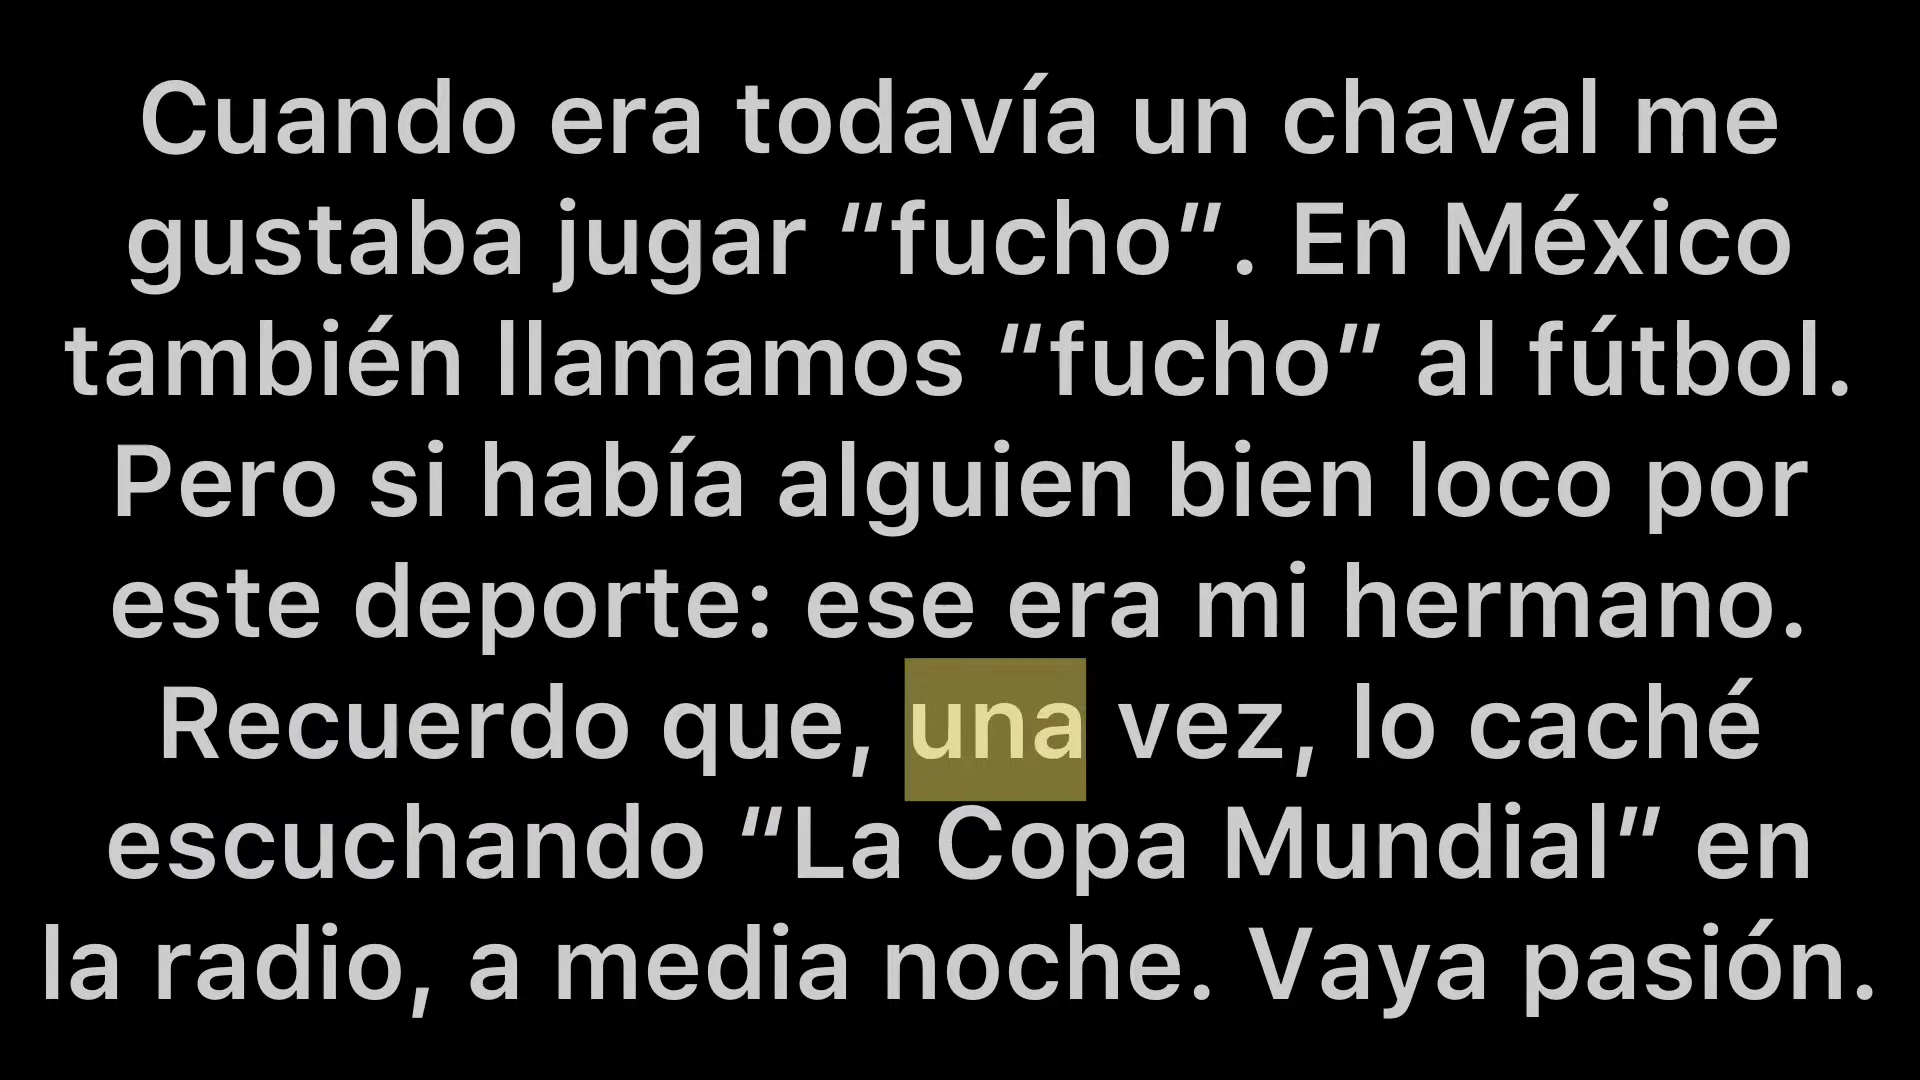 Cuando era todavía un chaval me
gustaba jugar “fucho”. En México
también llamamos “fucho” al fútbol.
Pero si había alguien bien loco por
este deporte: ese era mi hermano.
Recuerdo que, una vez, lo caché
escuchando “La Copa Mundial” en
la radio, a media noche. Vaya pasión.